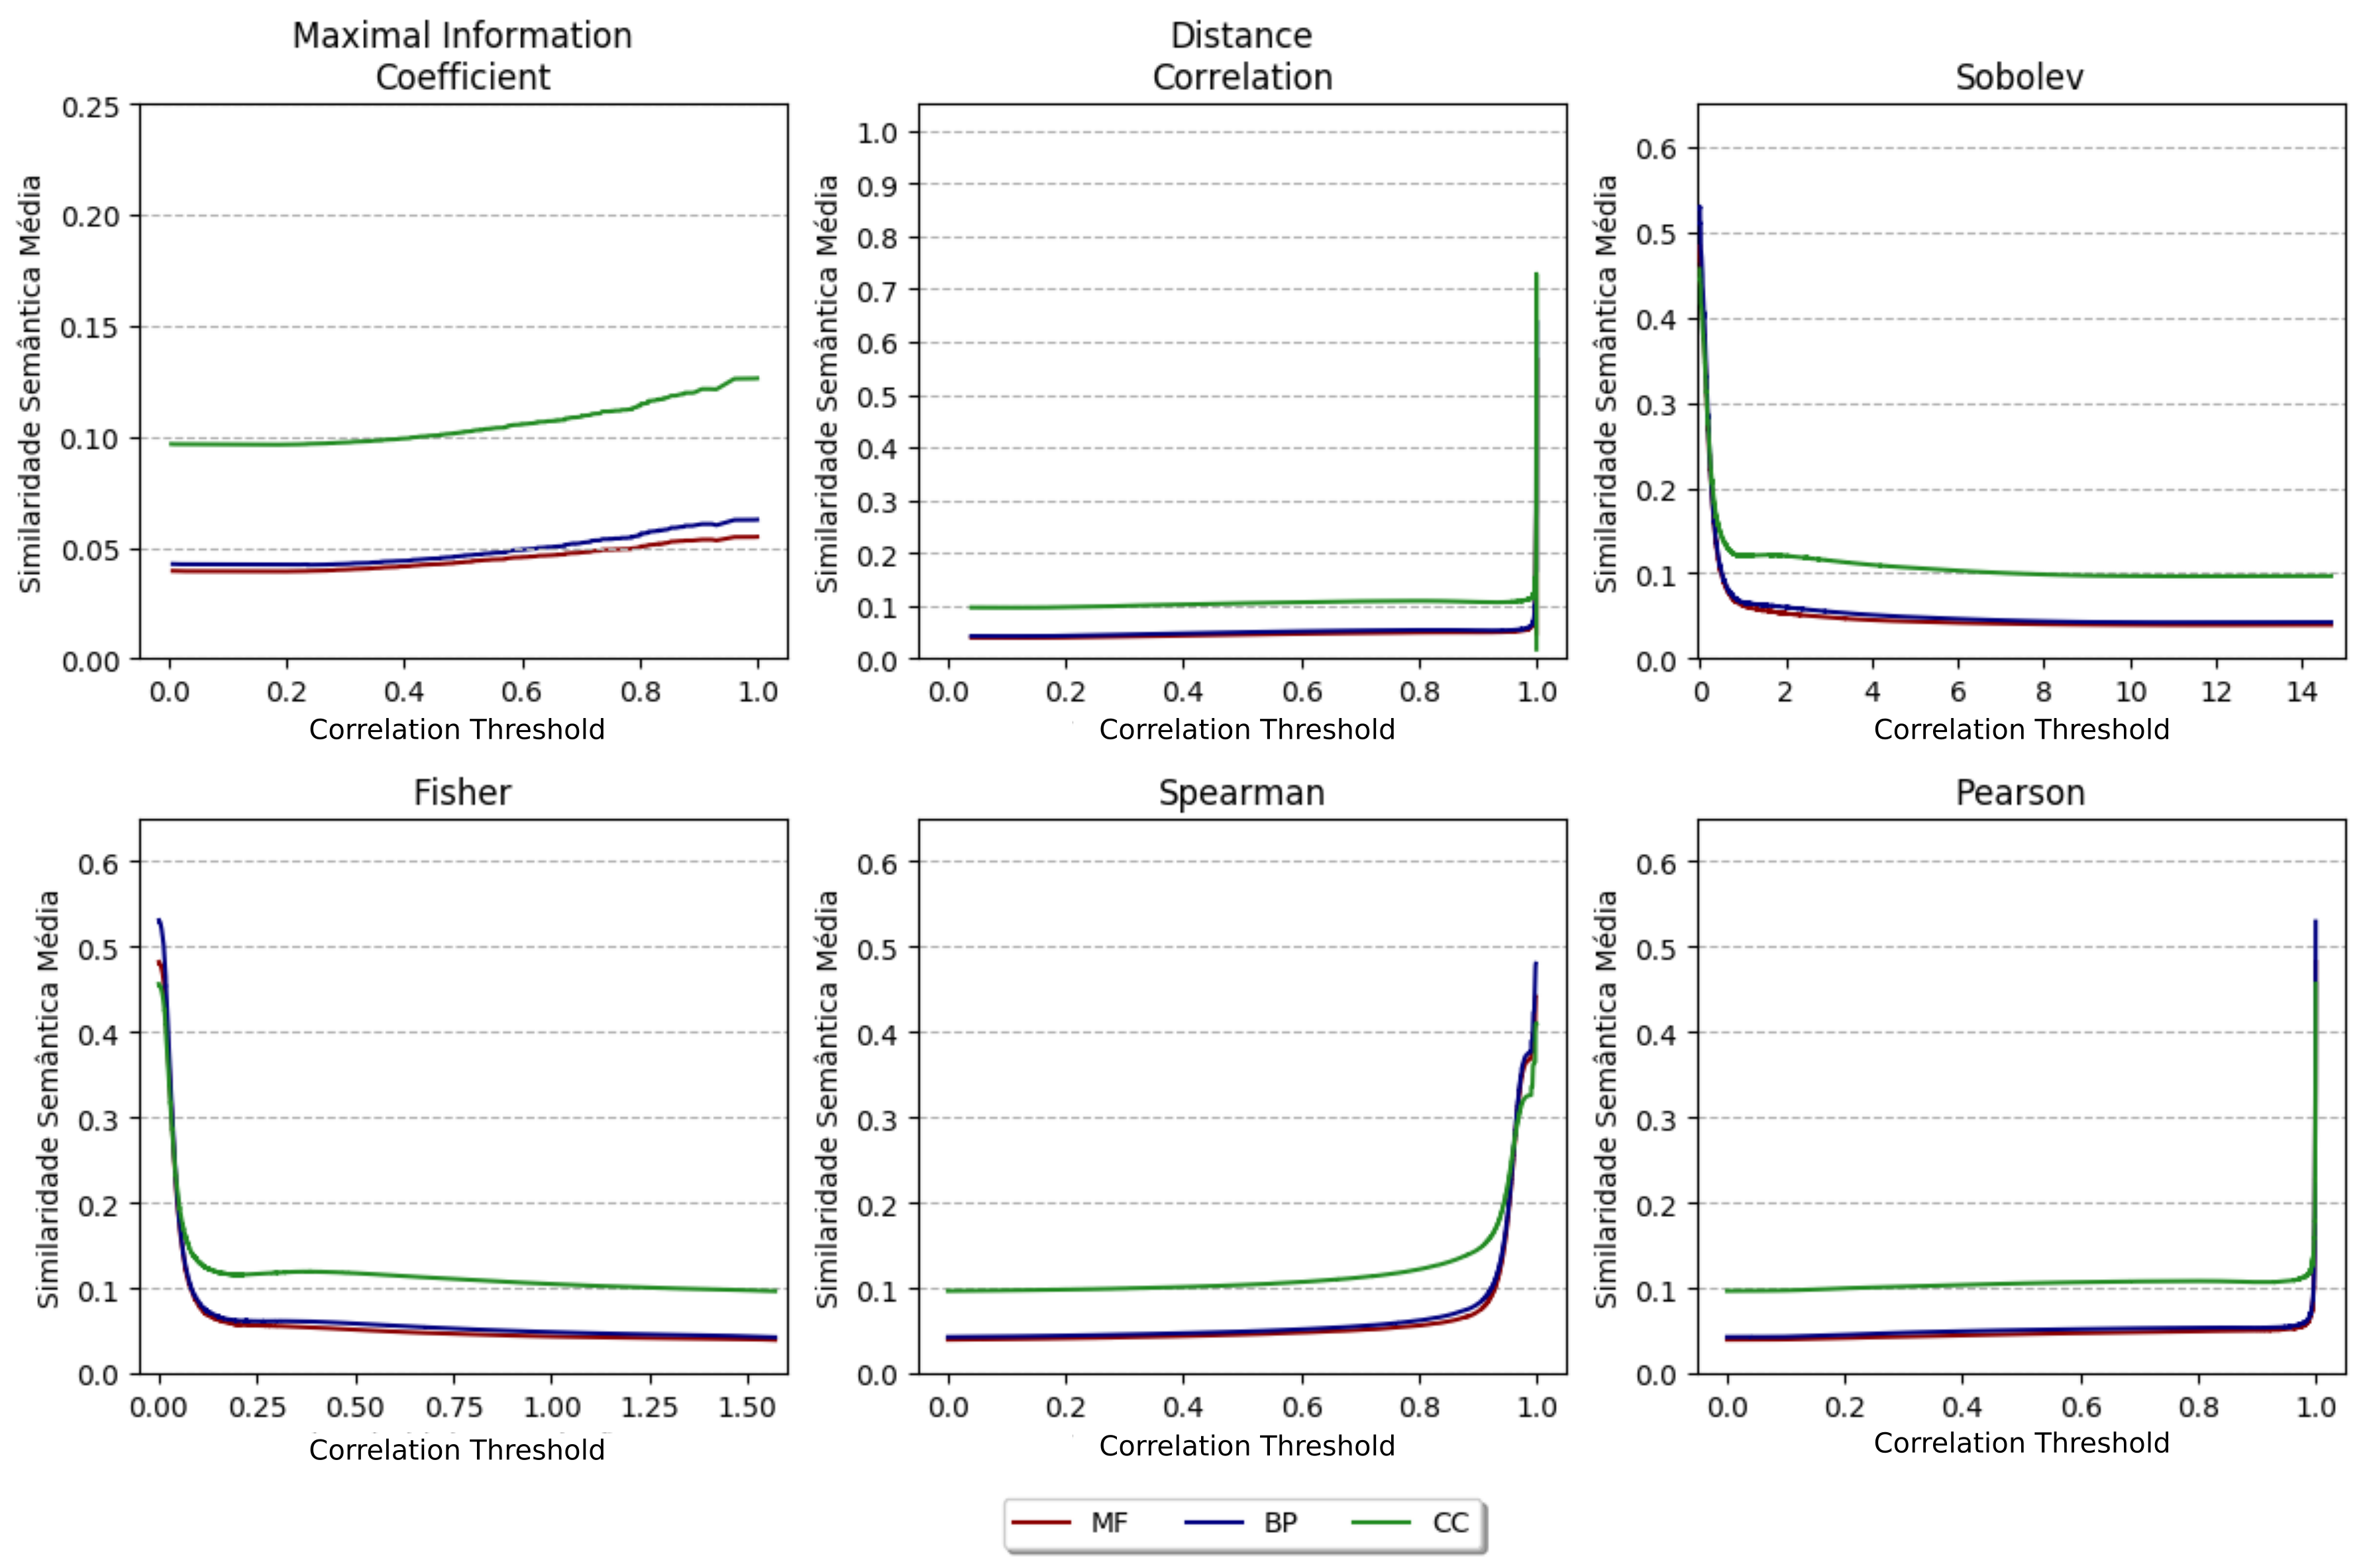 Maximal Information
Coefficient
0.25
0.20
0.15
0.10
0.05
0.00
Similaridade Semântica Média
0.0 0.2 0.4 0.6 0.8 1.0
Correlation Threshold
Distance
Correlation
1.0
0.9
0.8
0.7
0.6
0.5
0.4
0.3
0.2
0.1
0.0
Similaridade Semântica Média
0.0 0.2 0.4 0.6 0.8 1.0
Correlation Threshold
Sobolev
0.6
0.5
0.4
0.3
0.2
0.1
0.0
Similaridade Semântica Média
0 2 4 6 8 10 12 14
Correlation Threshold
Fisher
0.6
0.5
0.4
0.3
0.2
0.1
0.0
Similaridade Semântica Média
0.00 0.25 0.50 0.75 1.00 1.25 1.50
Correlation Threshold
Spearman
0.6
0.5
0.4
0.3
0.2
0.1
0.0
Similaridade Semântica Média
0.0 0.2 0.4 0.6 0.8 1.0
Correlation Threshold
Pearson
0.6
0.5
0.4
0.3
0.2
0.1
0.0
Similaridade Semântica Média
0.0 0.2 0.4 0.6 0.8 1.0
Correlation Threshold
MF BP CC